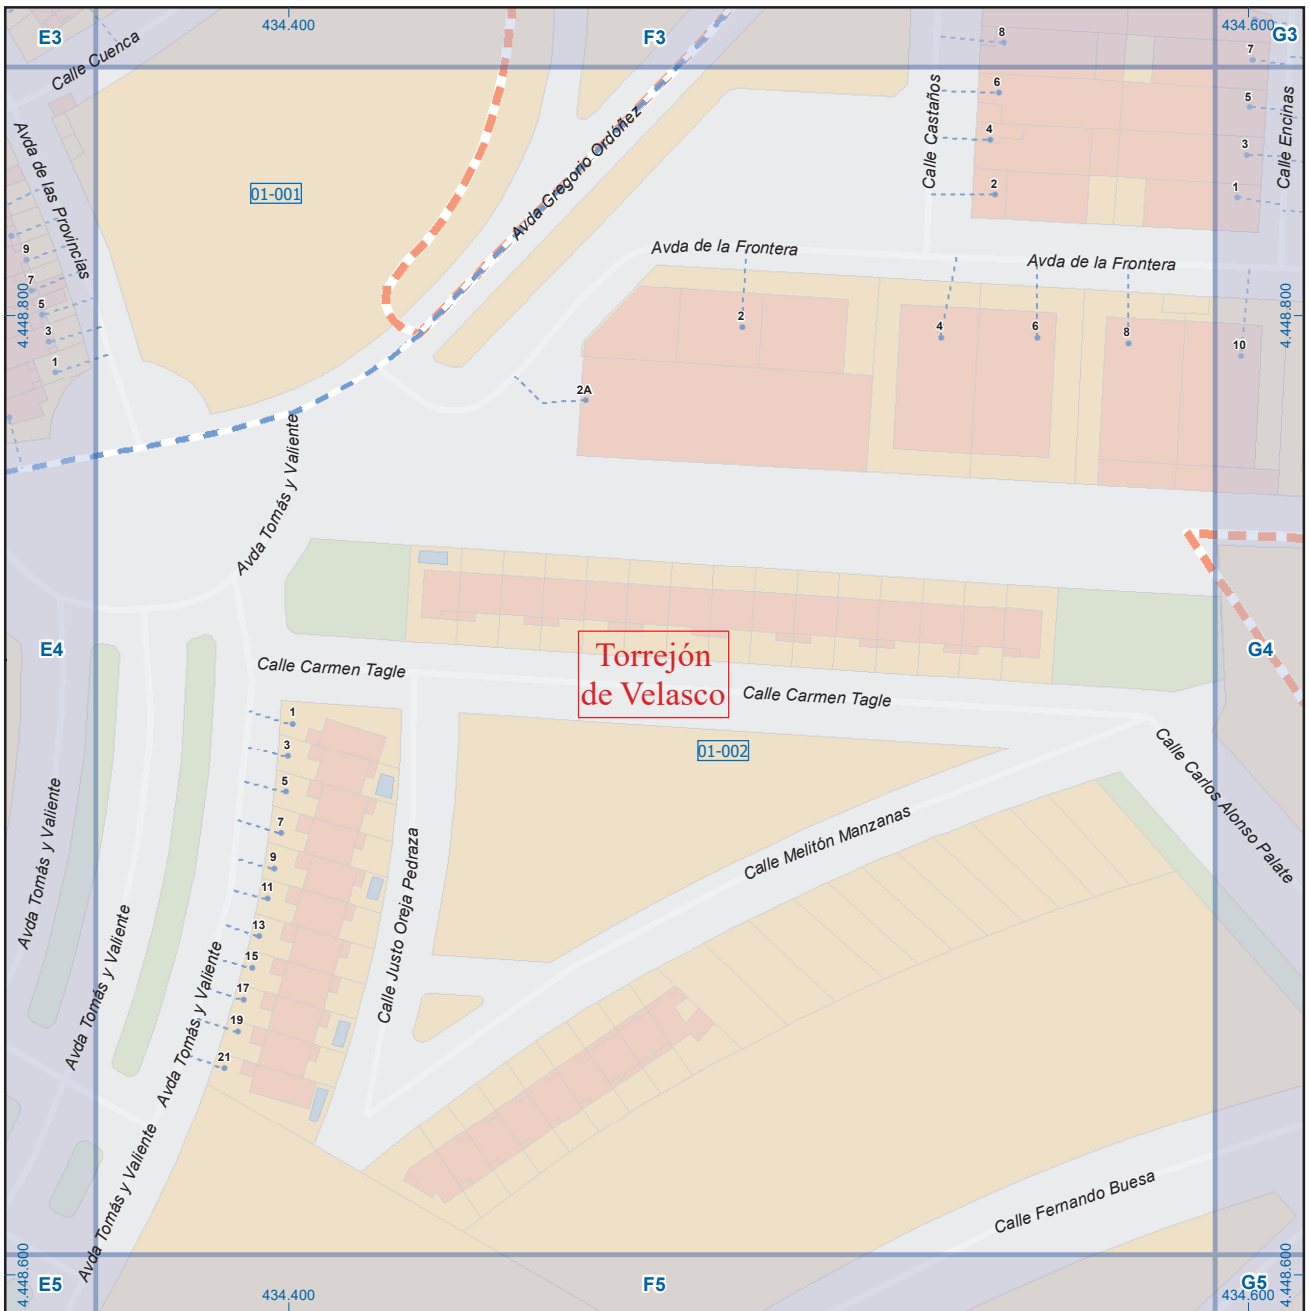 434.400
434.600
E3
F3
G3
Calle Cuenca
8
7
6
5
4
3
2
1
Calle Castaños
Calle Encinas
Avda de las Provincias
Avda Gregorio Ordóñez
01-001
Avda de la Frontera
Avda de la Frontera
9
7
5
3
1
4.448.800
4.448.800
2
4
6
8
10
2A
Avda Tomás y Valiente
E4
G4
Calle Carmen Tagle
Torrejón
de Velasco
Calle Carmen Tagle
01-002
1
3
5
7
9
11
13
15
17
19
21
Calle Carlos Alonso Palate
Calle Melitón Manzanas
Calle Justo Oreja Pedraza
Avda Tomás y Valiente
Avda Tomás y Valiente
Avda Tomás y Valiente
Avda Tomás y Valiente
Calle Fernando Buesa
4.448.600
4.448.600
E5
F5
G5
434.400
434.600